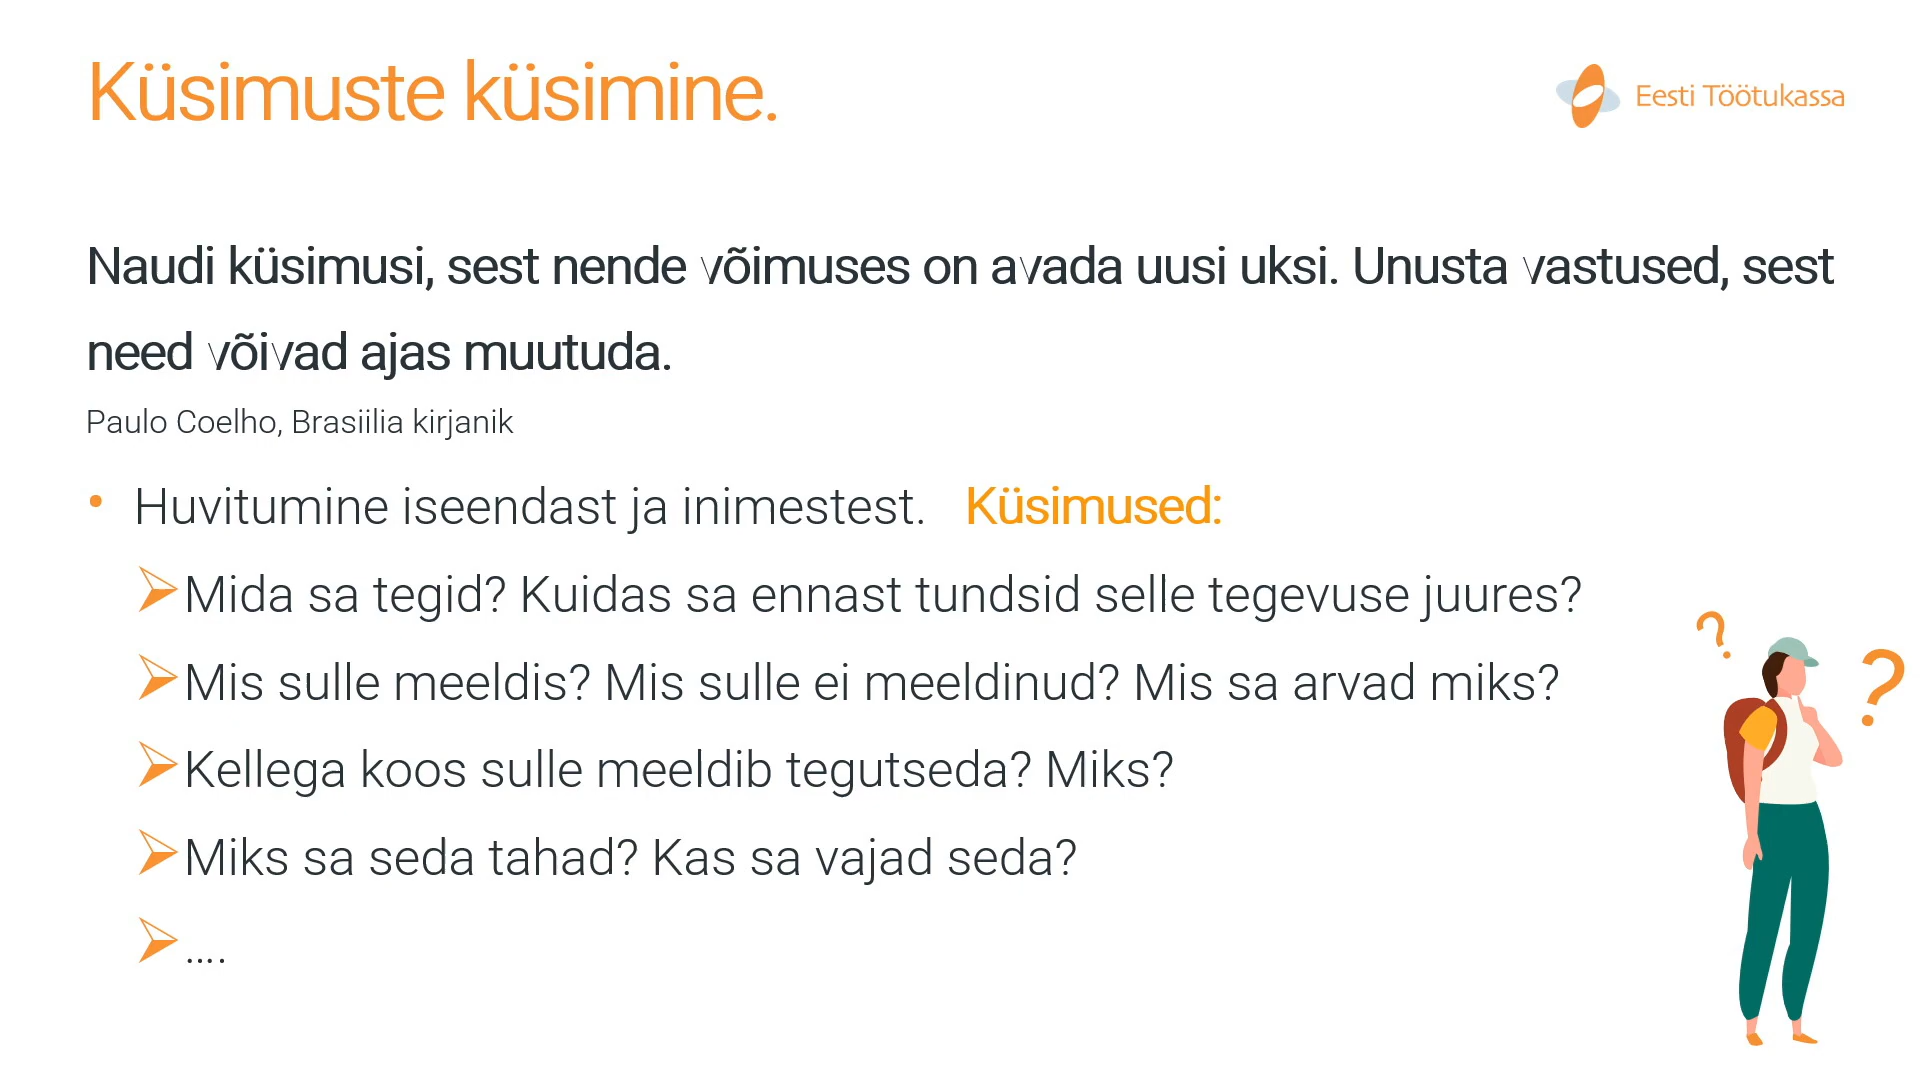 Küsimuste küsimine.
Eesti Töötukassa
Naudi küsimusi, sest nende võimuses on avada uusi uksi. Unusta vastused, sest
need võivad ajas muutuda.
Paulo Coelho, Brasiilia kirjanik
• Huvitumine iseendast ja inimestest. Küsimused:
➢Mida sa tegid? Kuidas sa ennast tundsid selle tegevuse juures?
➢Mis sulle meeldis? Mis sulle ei meeldinud? Mis sa arvad miks?
➢Kellega koos sulle meeldib tegutseda? Miks?
➢Miks sa seda tahad? Kas sa vajad seda?
➢....
? ?